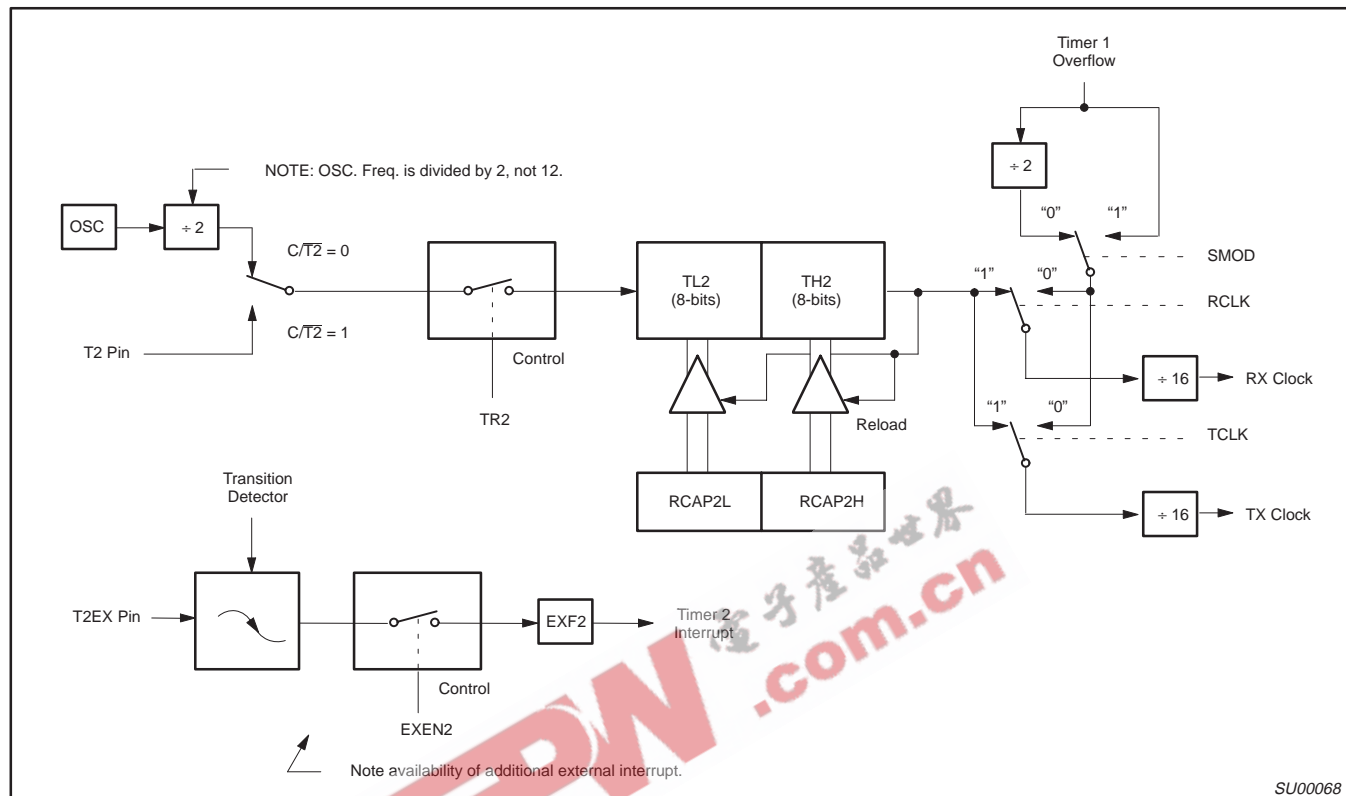 Timer 1
Overflow
÷ 2
NOTE: OSC. Freq. is divided by 2, not 12.
"0"
"1"
OSC
÷ 2
C/T2 = 0
SMOD
TL2
(8-bits)
TH2
(8-bits)
"1"
"0"
RCLK
C/T2 = 1
T2 Pin
Control
÷ 16
RX Clock
TR2
Reload
"1"
"0"
TCLK
Transition
Detector
RCAP2L
RCAP2H
÷ 16
TX Clock
T2EX Pin
EXF2
Timer 2
Interrupt
電子產品世界
.com.cn
Control
EXEN2
Note availability of additional external interrupt.
SU00068